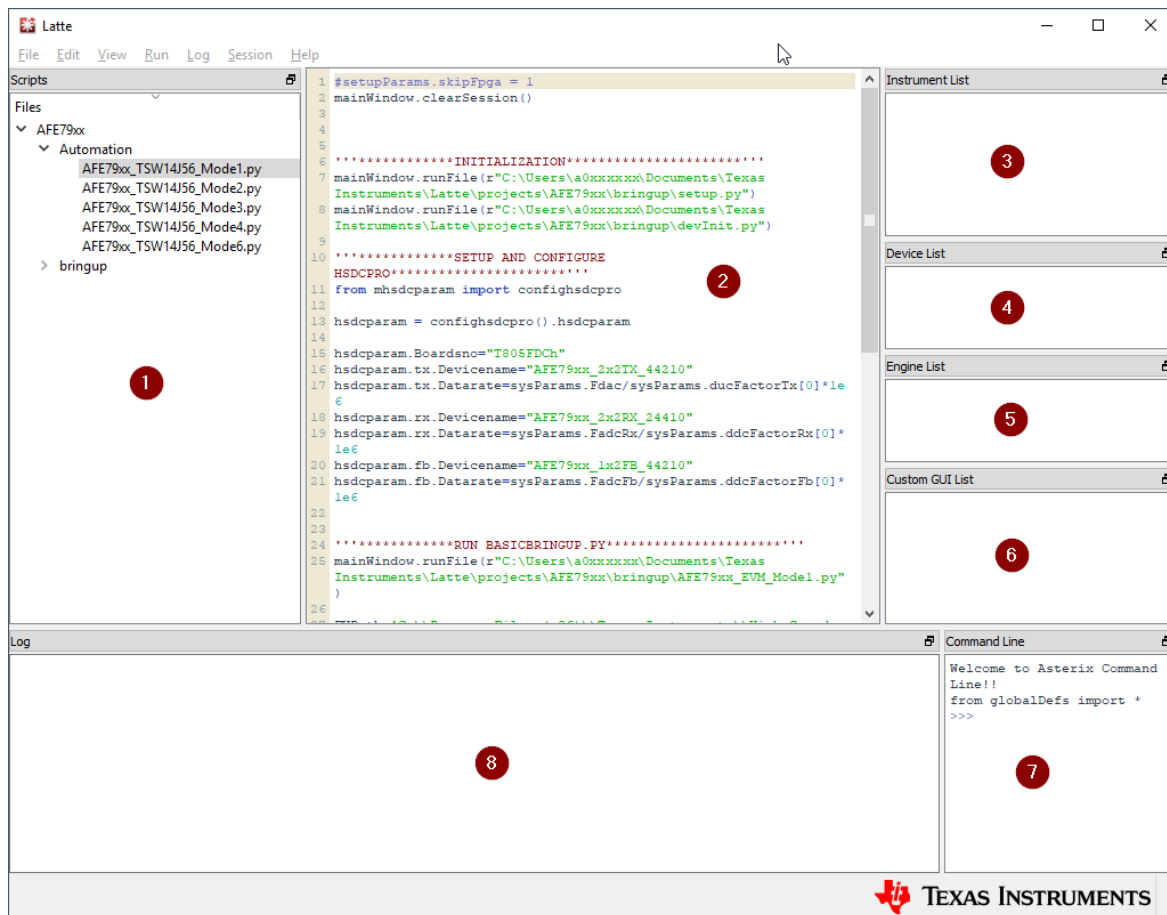 Latte
File Edit View Run Log Session Help
Scripts
Files
AFE79xx
Automation
AFE79xx_TSW14J56_Mode1.py
AFE79xx_TSW14J56_Mode2.py
AFE79xx_TSW14J56_Mode3.py
AFE79xx_TSW14J56_Mode4.py
AFE79xx_TSW14J56_Mode6.py
bringup
1
1 #setupParams.skipFpga = 1
2 mainWindow.clearSession()
3
4
5
6 '''************INITIALIZATION**********************'''
7 mainWindow.runFile(r"C:\Users\a0xxxxxx\Documents\Texas
Instruments\Latte\projects\AFE79xx\bringup\setup.py")
8 mainWindow.runFile(r"C:\Users\a0xxxxxx\Documents\Texas
Instruments\Latte\projects\AFE79xx\bringup\devInit.py")
9
10 '''************SETUP AND CONFIGURE
HSDCPRO**********************'''
11 from mhsdcparam import confighsdcpro
12
13 hsdcparam = confighsdcpro().hsdcparam
14
15 hsdcparam.Boardsno="T805FDCh"
16 hsdcparam.tx.Devicename="AFE79xx_2x2TX_44210"
17 hsdcparam.tx.Datarate=sysParams.Fdac/sysParams.ducFactorTx[0]*1e
6
18 hsdcparam.rx.Devicename="AFE79xx_2x2RX_24410"
19 hsdcparam.rx.Datarate=sysParams.FadcRx/sysParams.ddcFactorRx[0]*
1e6
20 hsdcparam.fb.Devicename="AFE79xx_1x2FB_44210"
21 hsdcparam.fb.Datarate=sysParams.FadcFb/sysParams.ddcFactorFb[0]*
1e6
22
23
24 '''************RUN BASICBRINGUP.PY**********************'''
25 mainWindow.runFile(r"C:\Users\a0xxxxxx\Documents\Texas
Instruments\Latte\projects\AFE79xx\bringup\AFE79xx_EVM_Mode1.py"
)
26
2
Instrument List
3
Device List
4
Engine List
5
Custom GUI List
6
Log
8
Command Line
Welcome to Asterix Command
Line!!
from globalDefs import *
>>>
7
TEXAS INSTRUMENTS